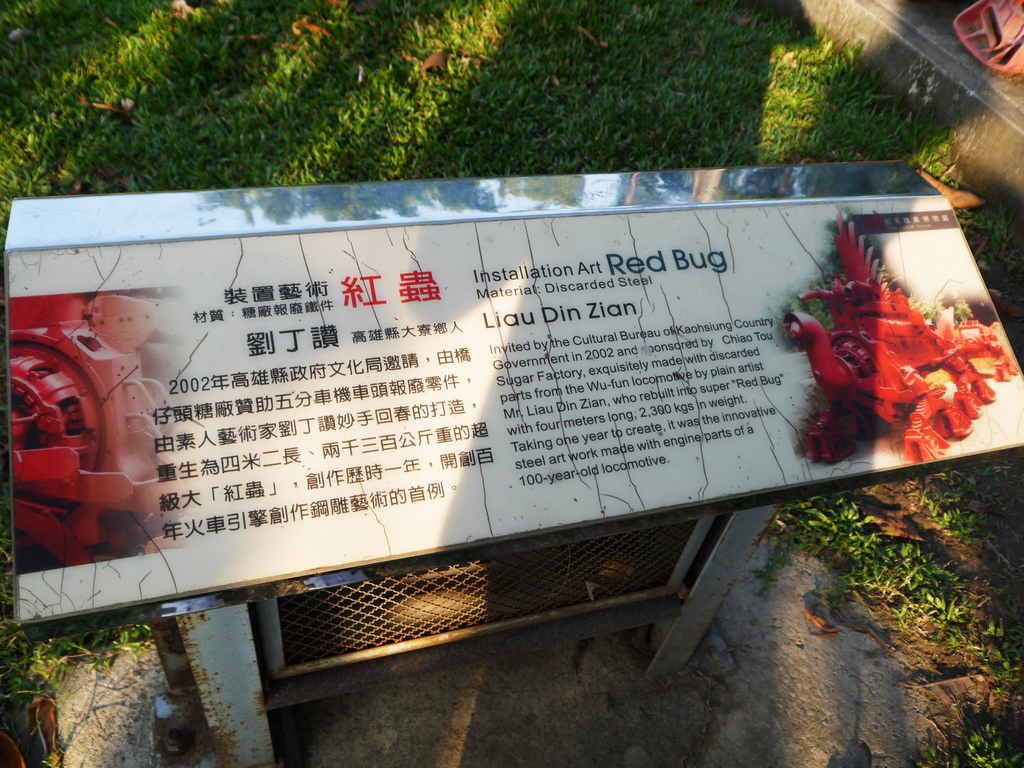 裝置藝術 紅蟲
材質：糖廠報廢鐵件
劉丁讚 高雄縣大寮鄉人
2002年高雄縣政府文化局邀請，由橋
仔頭糖廠贊助五分車機車頭報廢零件，
由素人藝術家劉丁讚妙手回春的打造，
重生為四米二長、兩千三百公斤重的超
級大「紅蟲」，創作歷時一年，開創百
年火車引擎創作鋼雕藝術的首例。
Installation Art Red Bug
Material: Discarded Steel
Liau Din Zian
Invited by the Cultural Bureau of Kaohsiung Country
Government in 2002 and sponsored by Chiao Tou
Sugar Factory, exquisitely made with discarded
parts from the Wu-fun locomotive by plain artist
Mr. Liau Din Zian, who rebuilt into super "Red Bug"
with four meters long, 2,300 kgs in weight.
Taking one year to create, it was the innovative
steel art work made with engine parts of a
100-year-old locomotive.